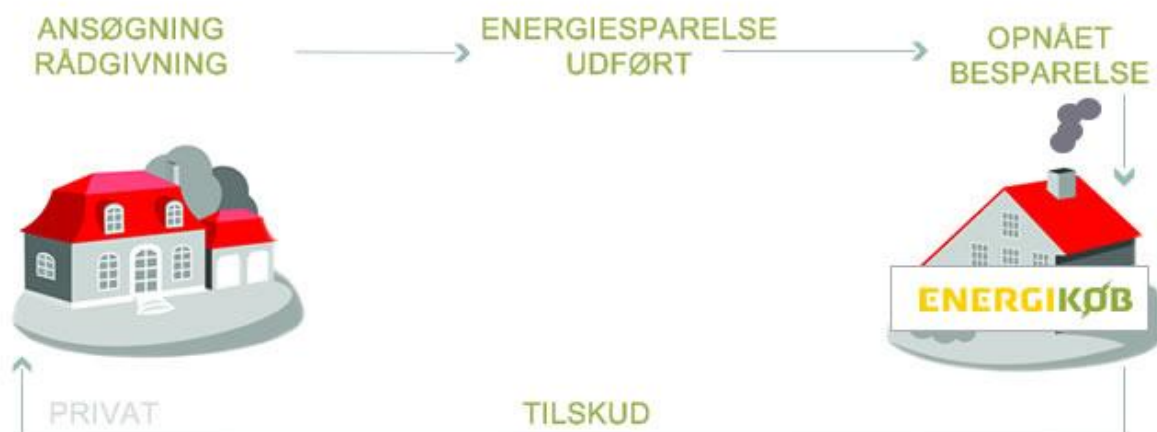 ANSØGNING
RÅDGIVNING
ENERGIESPARELSE
UDFØRT
OPNÅET
BESPARELSE
ENERGIKØB
PRIVAT
TILSKUD